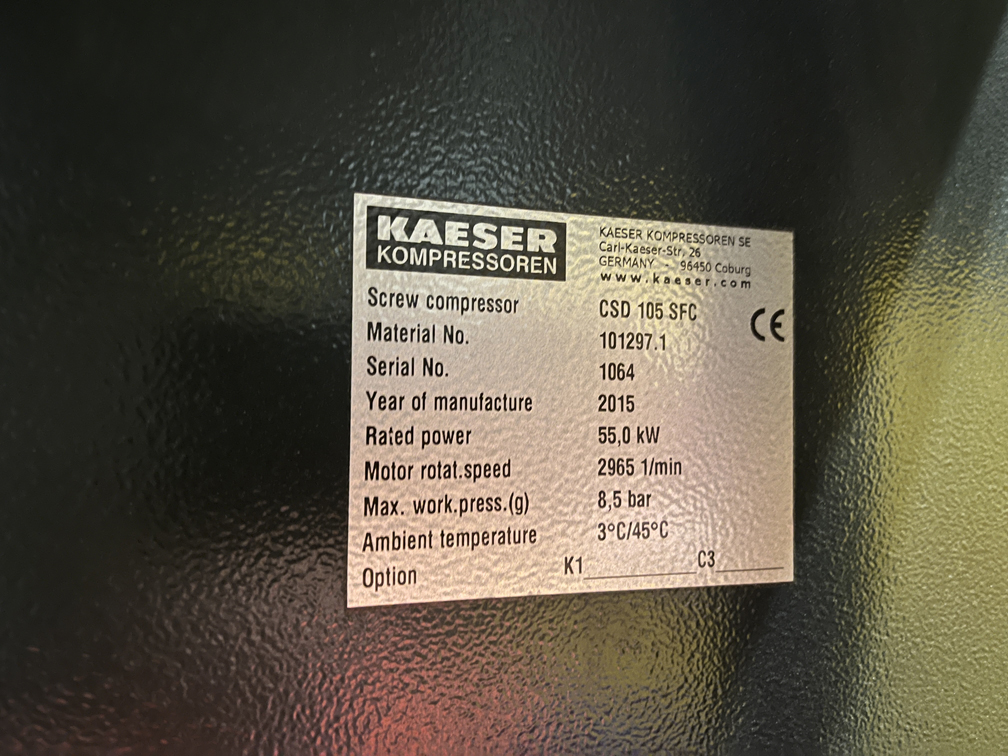 KAESER
KOMPRESSOREN
KAESER KOMPRESSOREN SE
Carl-Kaeser-Str. 26
GERMANY - 96450 Coburg
www.kaeser.com
CE
Screw compressor CSD 105 SFC
Material No. 101297.1
Serial No. 1064
Year of manufacture 2015
Rated power 55,0 kW
Motor rotat.speed 2965 1/min
Max. work.press.(g) 8,5 bar
Ambient temperature 3°C/45°C
Option K1 C3